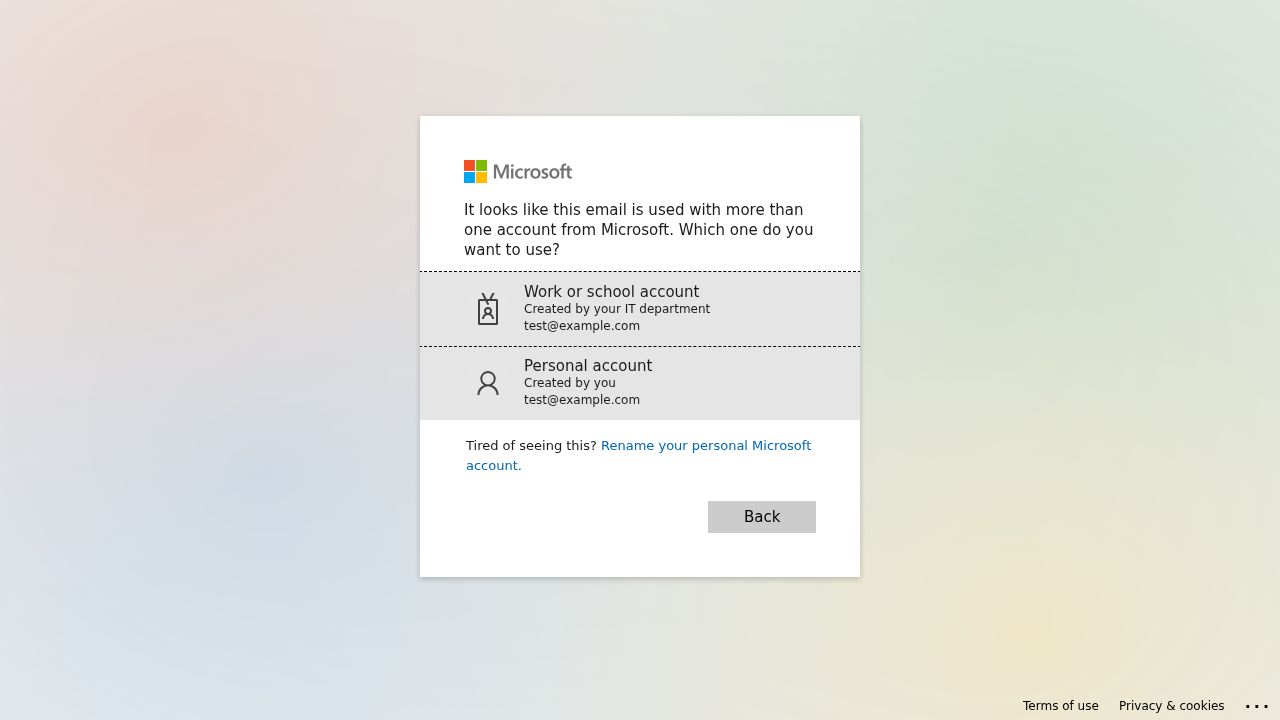 Microsoft
It looks like this email is used with more than
one account from Microsoft. Which one do you
want to use?
Work or school account
Created by your IT department
test@example.com
Personal account
Created by you
test@example.com
Tired of seeing this? Rename your personal Microsoft
account.
Back
Terms of use Privacy & cookies ...